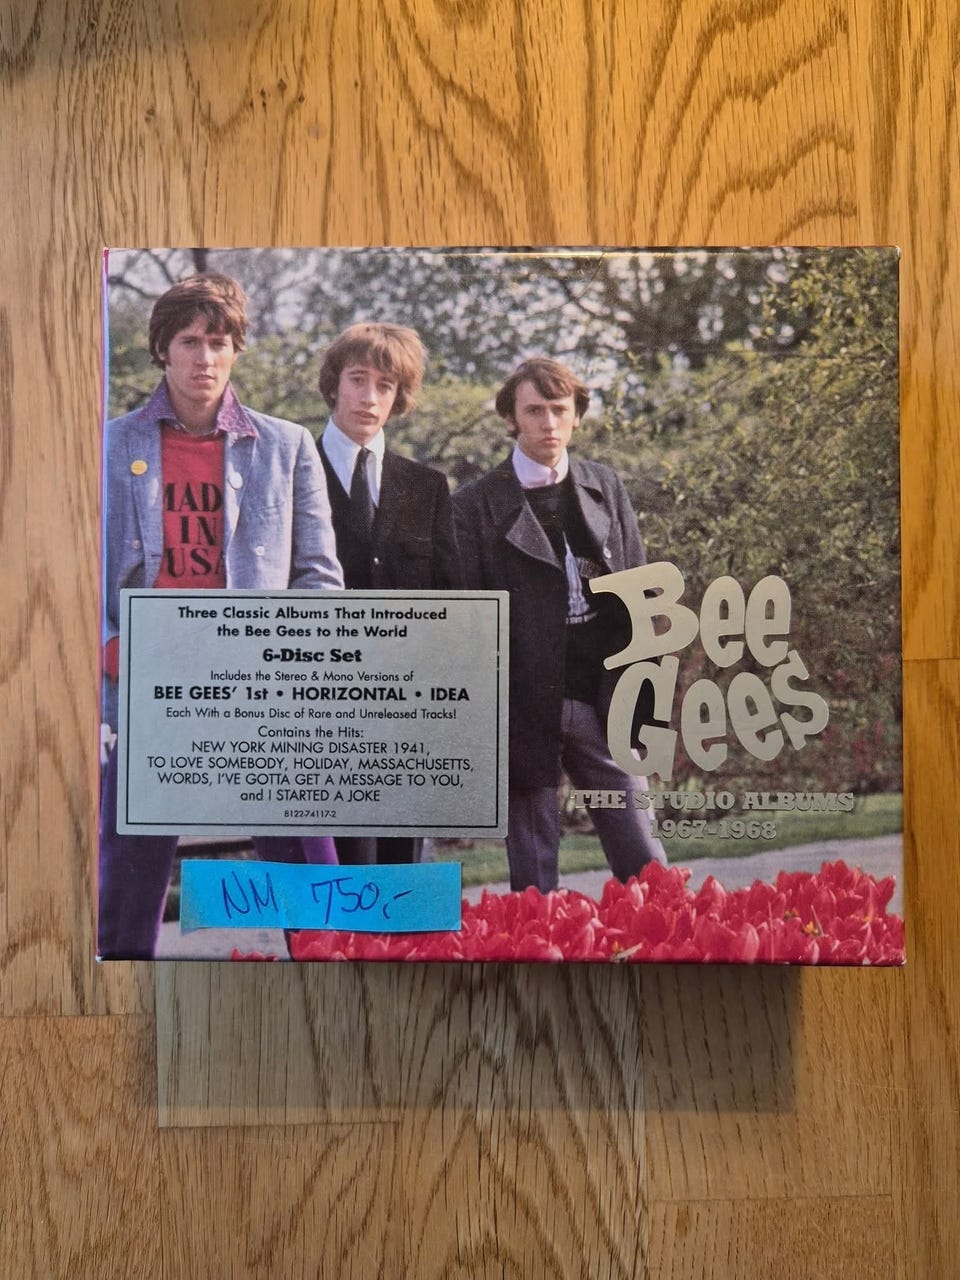 MAD
IN
USA
Three Classic Albums That Introduced
the Bee Gees to the World
6-Disc Set
Includes the Stereo & Mono Versions of
BEE GEES' 1st • HORIZONTAL • IDEA
Each With a Bonus Disc of Rare and Unreleased Tracks!
Contains the Hits:
NEW YORK MINING DISASTER 1941,
TO LOVE SOMEBODY, HOLIDAY, MASSACHUSETTS,
WORDS, I'VE GOTTA GET A MESSAGE TO YOU,
and I STARTED A JOKE
8122-74117-2
Bee
Gees
THE STUDIO ALBUMS
1967-1968
NM 750,-